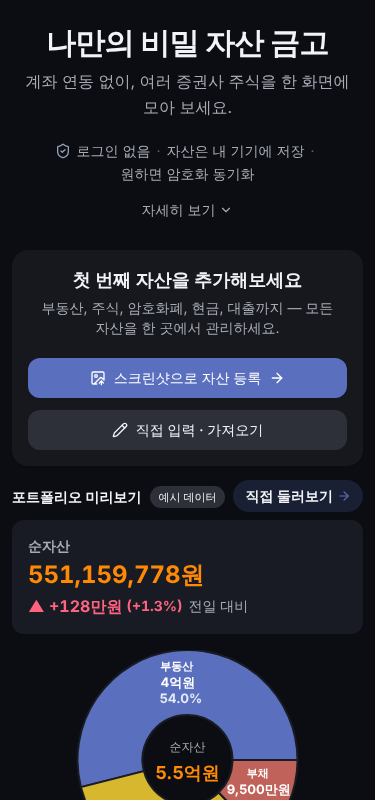 나만의 비밀 자산 금고
계좌 연동 없이, 여러 증권사 주식을 한 화면에
모아 보세요.
로그인 없음 · 자산은 내 기기에 저장 ·
원하면 암호화 동기화
자세히 보기
첫 번째 자산을 추가해보세요
부동산, 주식, 암호화폐, 현금, 대출까지 — 모든
자산을 한 곳에서 관리하세요.
스크린샷으로 자산 등록 →
직접 입력 · 가져오기
포트폴리오 미리보기 예시 데이터 직접 둘러보기 →
순자산
551,159,778원
▲ +128만원 (+1.3%) 전일 대비
부동산
4억원
54.0%
순자산
5.5억원
부채
9,500만원